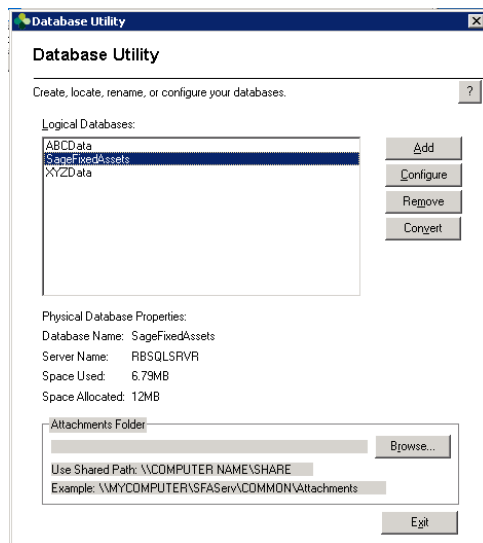 Database Utility
Database Utility
Create, locate, rename, or configure your databases.
?
Logical Databases:
ABCData
SageFixedAssets
XYZData
Add
Configure
Remove
Convert
Physical Database Properties:
Database Name: SageFixedAssets
Server Name: RBSQLSRVR
Space Used: 6.79MB
Space Allocated: 12MB
Attachments Folder
Browse...
Use Shared Path: \\COMPUTER NAME\SHARE
Example: \\MYCOMPUTER\SFAServ\COMMON\Attachments
Exit